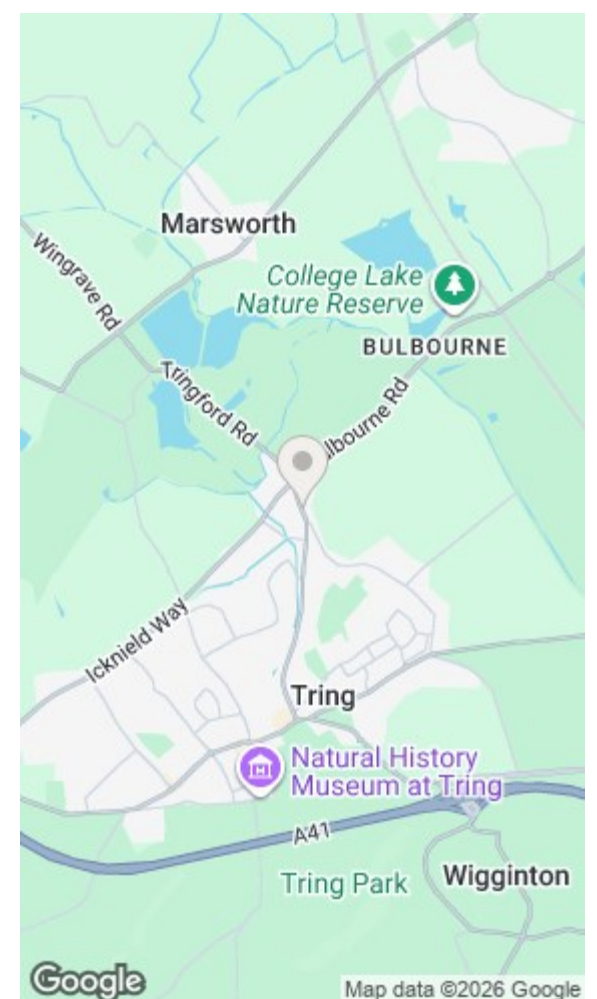 Marsworth
Wingrave Rd
College Lake
Nature Reserve
BULBOURNE
Tringford Rd
lbourne Rd
Icknield Way
Tring
Natural History
Museum at Tring
A41
Tring Park
Wigginton
Google
Map data ©2026 Google